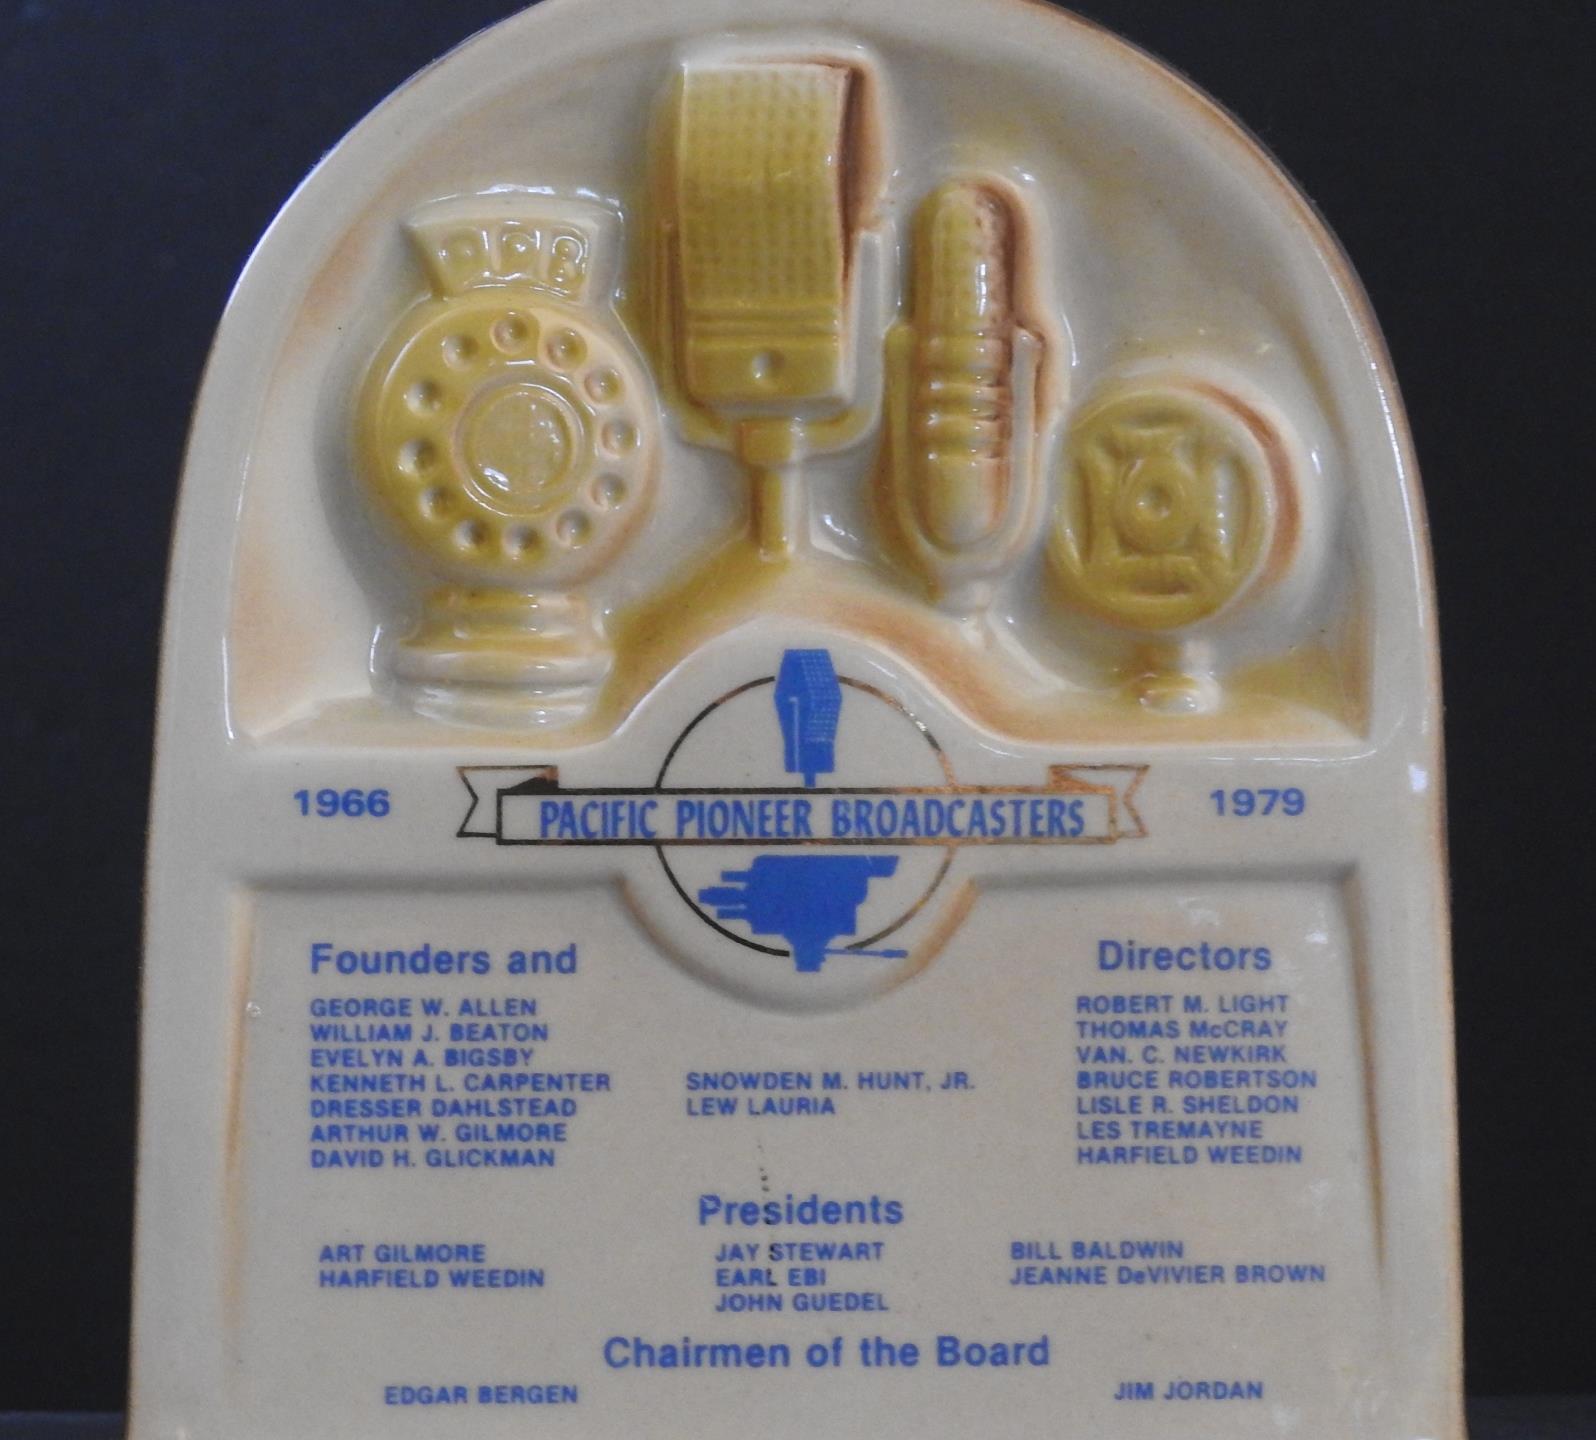 1966
PACIFIC PIONEER BROADCASTERS
1979
Founders and
GEORGE W. ALLEN
WILLIAM J. BEATON
EVELYN A. BIGSBY
KENNETH L. CARPENTER
DRESSER DAHLSTEAD
ARTHUR W. GILMORE
DAVID H. GLICKMAN
SNOWDEN M. HUNT, JR.
LEW LAURIA
Directors
ROBERT M. LIGHT
THOMAS McCRAY
VAN. C. NEWKIRK
BRUCE ROBERTSON
LISLE R. SHELDON
LES TREMAYNE
HARFIELD WEEDIN
Presidents
ART GILMORE
HARFIELD WEEDIN
JAY STEWART
EARL EBI
JOHN GUEDEL
BILL BALDWIN
JEANNE DeVIVIER BROWN
Chairmen of the Board
EDGAR BERGEN
JIM JORDAN